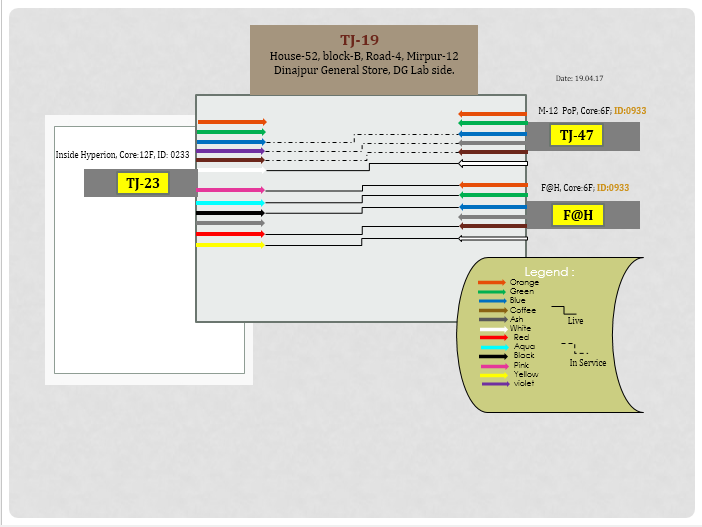 TJ-19
House-52, block-B, Road-4, Mirpur-12
Dinajpur General Store, DG Lab side.
Date: 19.04.17
M-12 PoP, Core:6F; ID:0933
TJ-47
Inside Hyperion, Core:12F, ID: 0233
TJ-23
F@H, Core:6F; ID:0933
F@H
Legend :
Orange
Green
Blue
Coffee
Ash
White
Red
Aqua
Black
Pink
Yellow
violet
Live
In Service